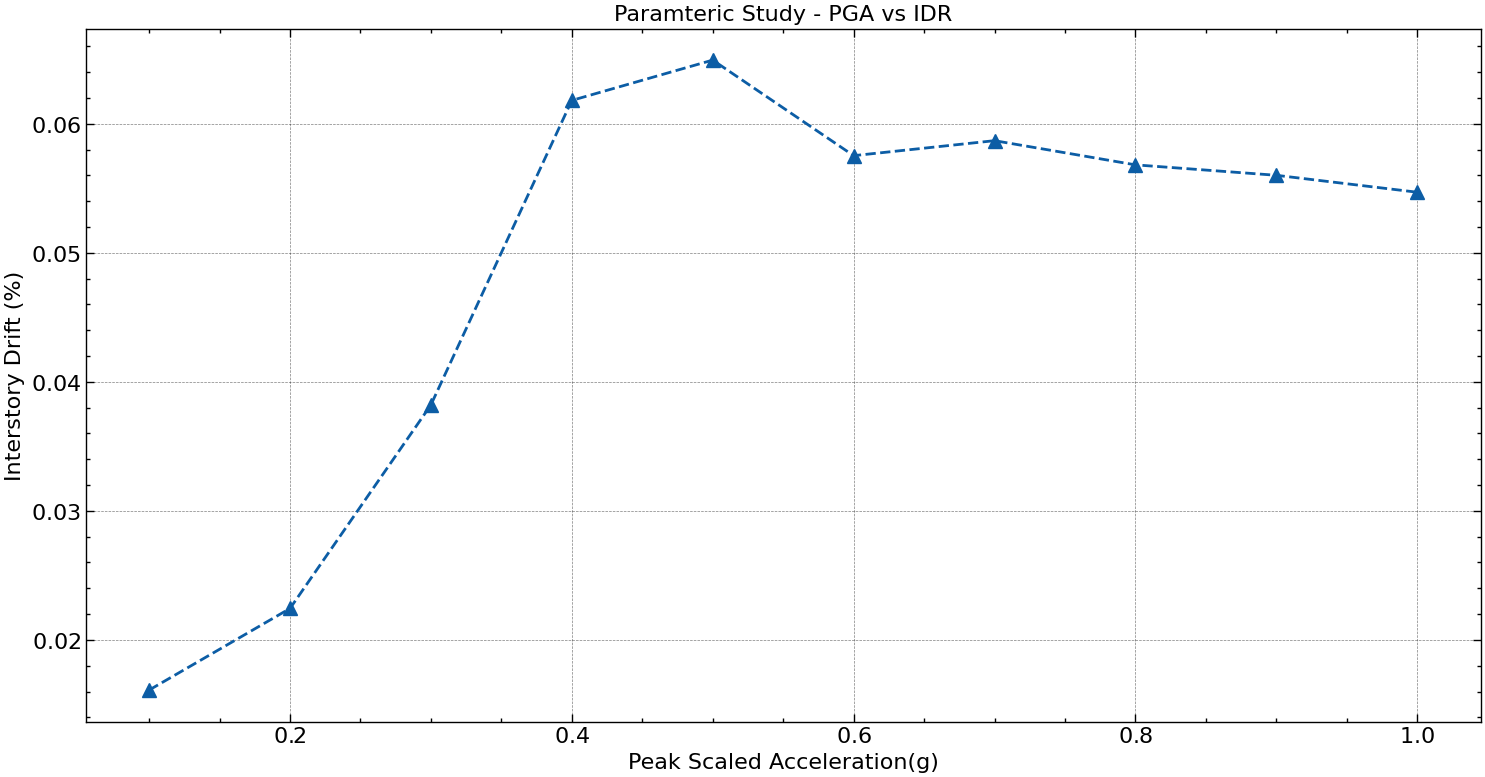 Paramteric Study - PGA vs IDR
0.06
0.05
0.04
0.03
0.02
Interstory Drift (%)
0.2 0.4 0.6 0.8 1.0
Peak Scaled Acceleration(g)